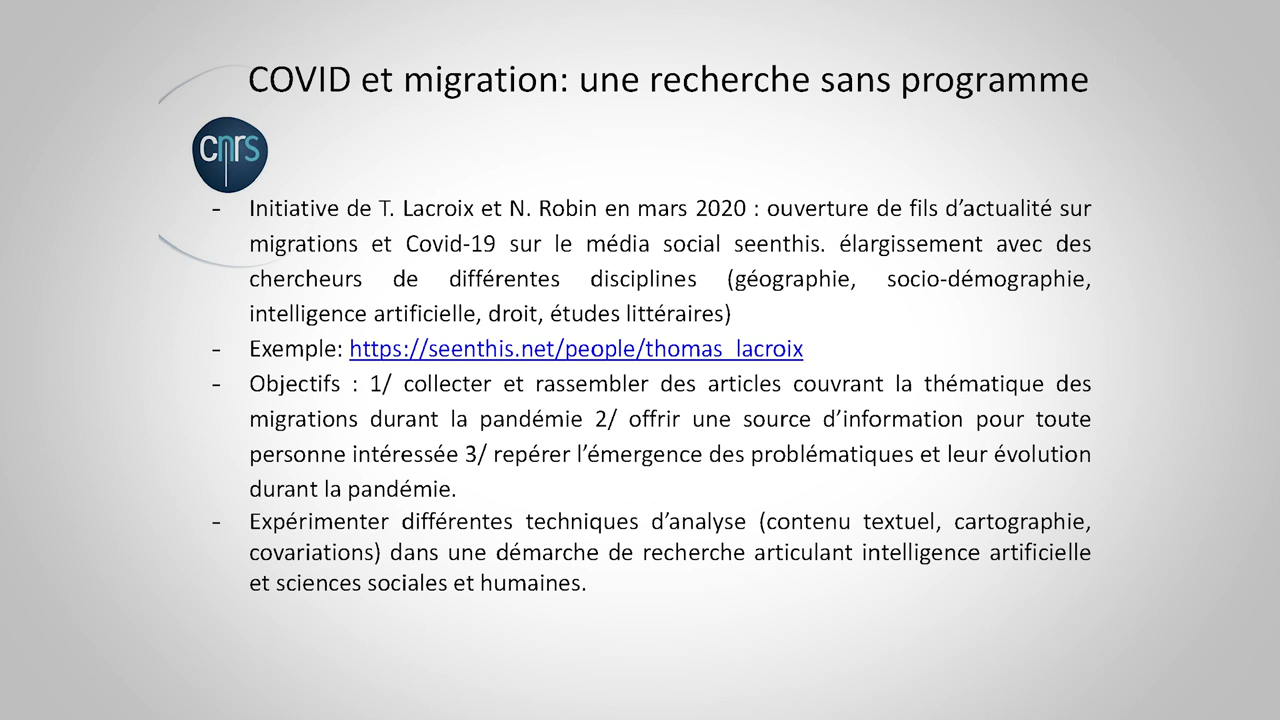 COVID et migration: une recherche sans programme
cnrs
- Initiative de T. Lacroix et N. Robin en mars 2020 : ouverture de fils d’actualité sur
migrations et Covid-19 sur le média social seenthis. élargissement avec des
chercheurs de différentes disciplines (géographie, socio-démographie,
intelligence artificielle, droit, études littéraires)
- Exemple: https://seenthis.net/people/thomas_lacroix
- Objectifs : 1/ collecter et rassembler des articles couvrant la thématique des
migrations durant la pandémie 2/ offrir une source d’information pour toute
personne intéressée 3/ repérer l’émergence des problématiques et leur évolution
durant la pandémie.
- Expérimenter différentes techniques d’analyse (contenu textuel, cartographie,
covariations) dans une démarche de recherche articulant intelligence artificielle
et sciences sociales et humaines.